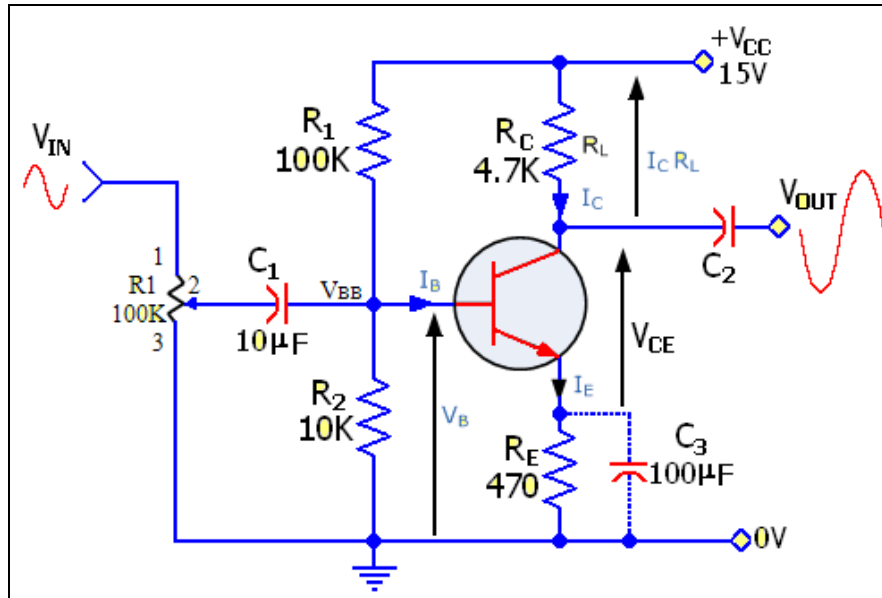 +VCC
15V
VIN
R1
100K
RC
4.7K
RL
IC RL
IC
VOUT
C2
1
R1
2
100K
3
C1
10µF
VBB
IB
VCE
R2
10K
VB
IE
RE
470
C3
100µF
0V